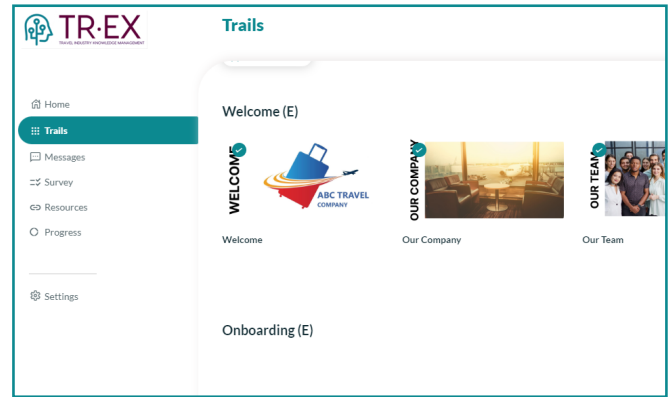 TR·EX
TRAVEL INDUSTRY KNOWLEDGE MANAGEMENT
Trails
Home
Trails
Messages
Survey
Resources
Progress
Settings
Welcome (E)
WELCOME
ABC TRAVEL
COMPANY
Welcome
OUR COMPANY
Our Company
OUR TEAM
Our Team
Onboarding (E)